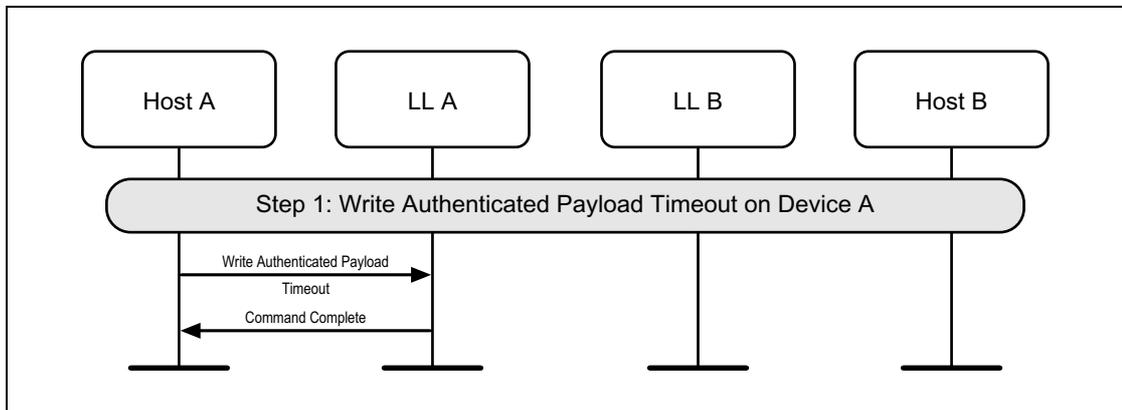 Host A
LL A
LL B
Host B
Step 1: Write Authenticated Payload Timeout on Device A
Write Authenticated Payload
Timeout
Command Complete